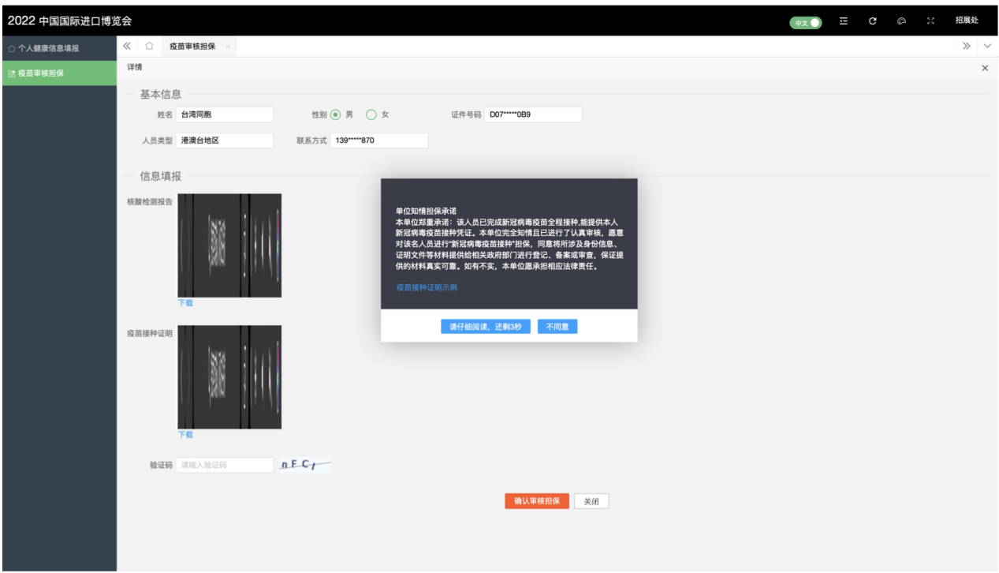 2022 中国国际进口博览会
中文
招展处
个人健康信息填报
疫苗审核担保
疫苗审核担保
详情
基本信息
姓名 台湾同胞 性别 男 女 证件号码 D07*****0B9
人员类型 港澳台地区 联系方式 139*****870
信息填报
核酸检测报告
下载
疫苗接种证明
下载
验证码 请输入验证码
确认审核担保 关闭
单位知情担保承诺
本单位郑重承诺：该人员已完成新冠病毒疫苗全程接种,能提供本人
新冠病毒疫苗接种凭证。本单位完全知情且已进行了认真审核，愿意
对该名人员进行"新冠病毒疫苗接种"担保，同意将所涉及身份信息、
证明文件等材料提供给相关政府部门进行登记、备案或审查，保证提
供的材料真实可靠。如有不实，本单位愿承担相应法律责任。
疫苗接种证明示例
请仔细阅读，还剩3秒 不同意